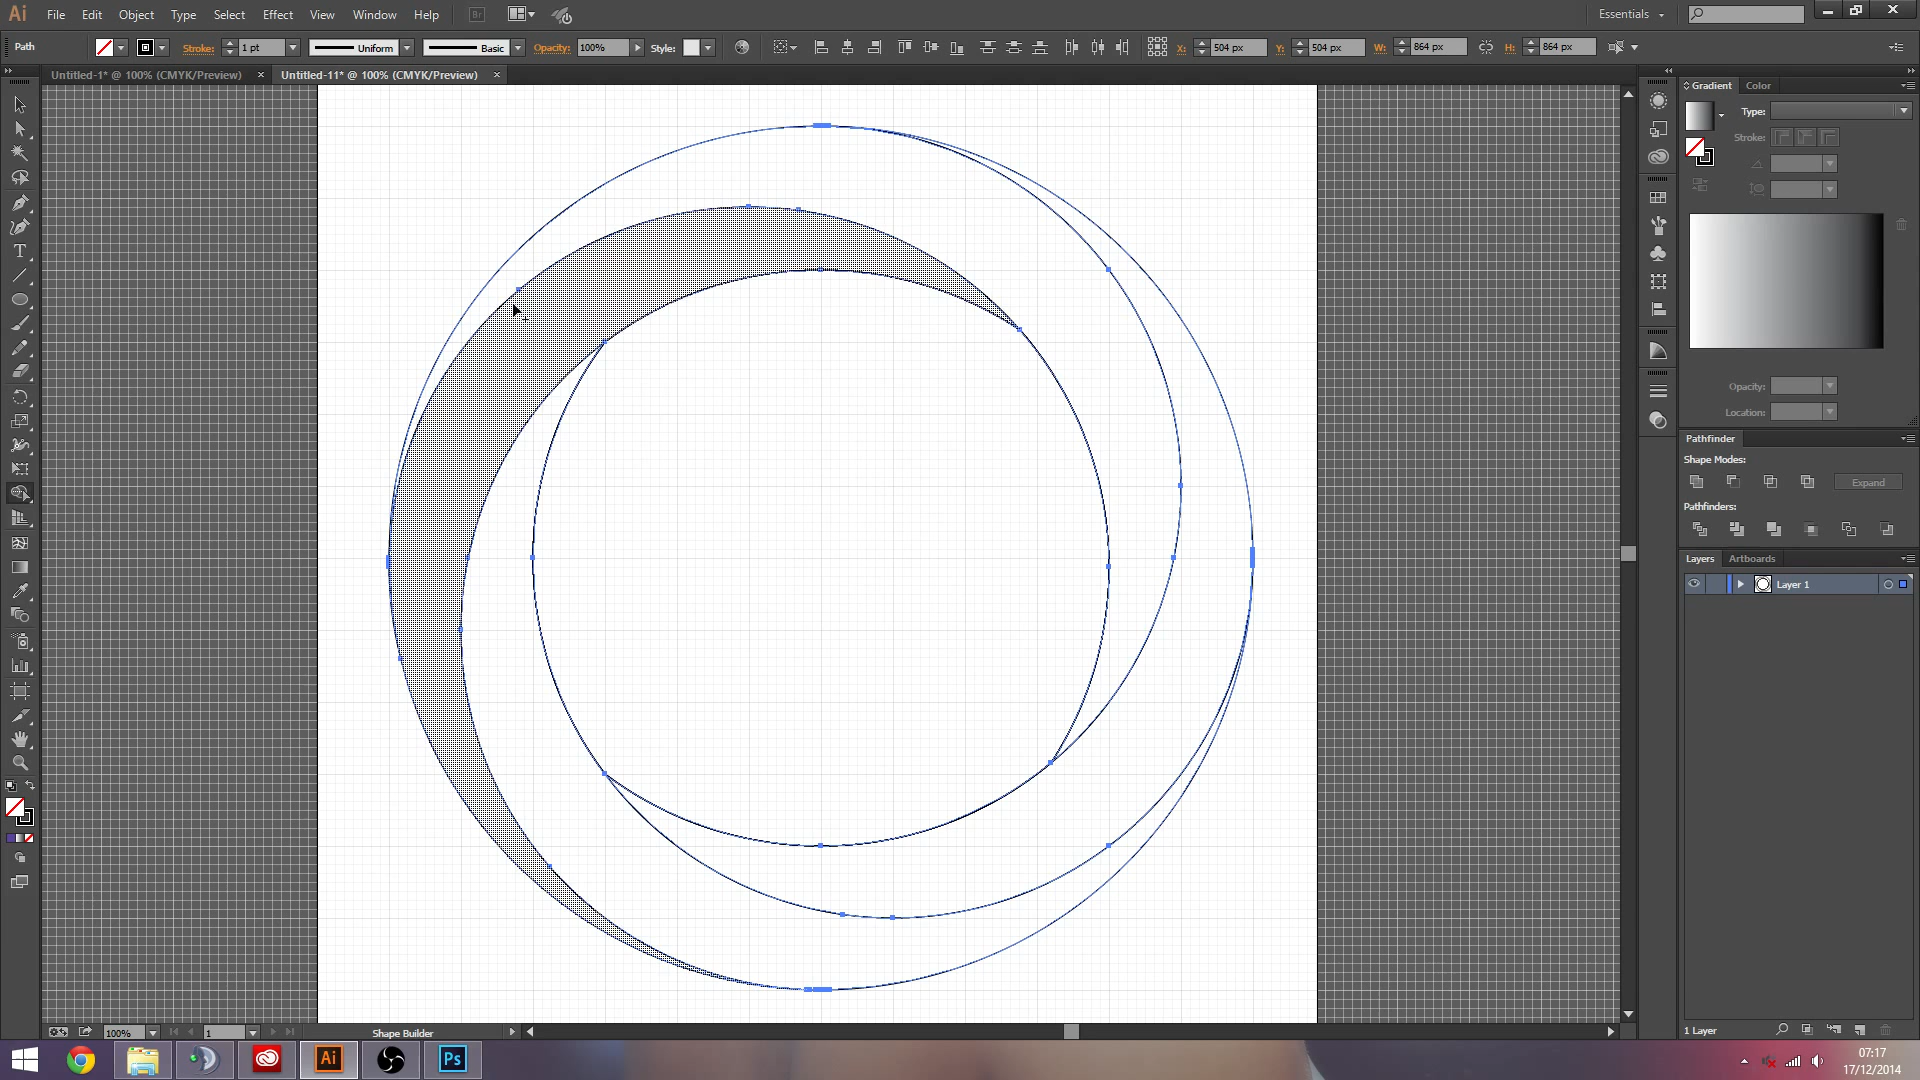 Ai File Edit Object Type Select Effect View Window Help Br Essentials
Path Stroke: 1 pt Uniform Basic Opacity: 100% Style: X: 504 px Y: 504 px W: 864 px H: 864 px
Untitled-1* @ 100% (CMYK/Preview) × Untitled-11* @ 100% (CMYK/Preview) ×
Gradient Color
Type:
Stroke:
Opacity:
Location:
Pathfinder
Shape Modes:
Expand
Pathfinders:
Layers Artboards
Layer 1
1 Layer
100% 1 Shape Builder
Ai Ps
07:17
17/12/2014